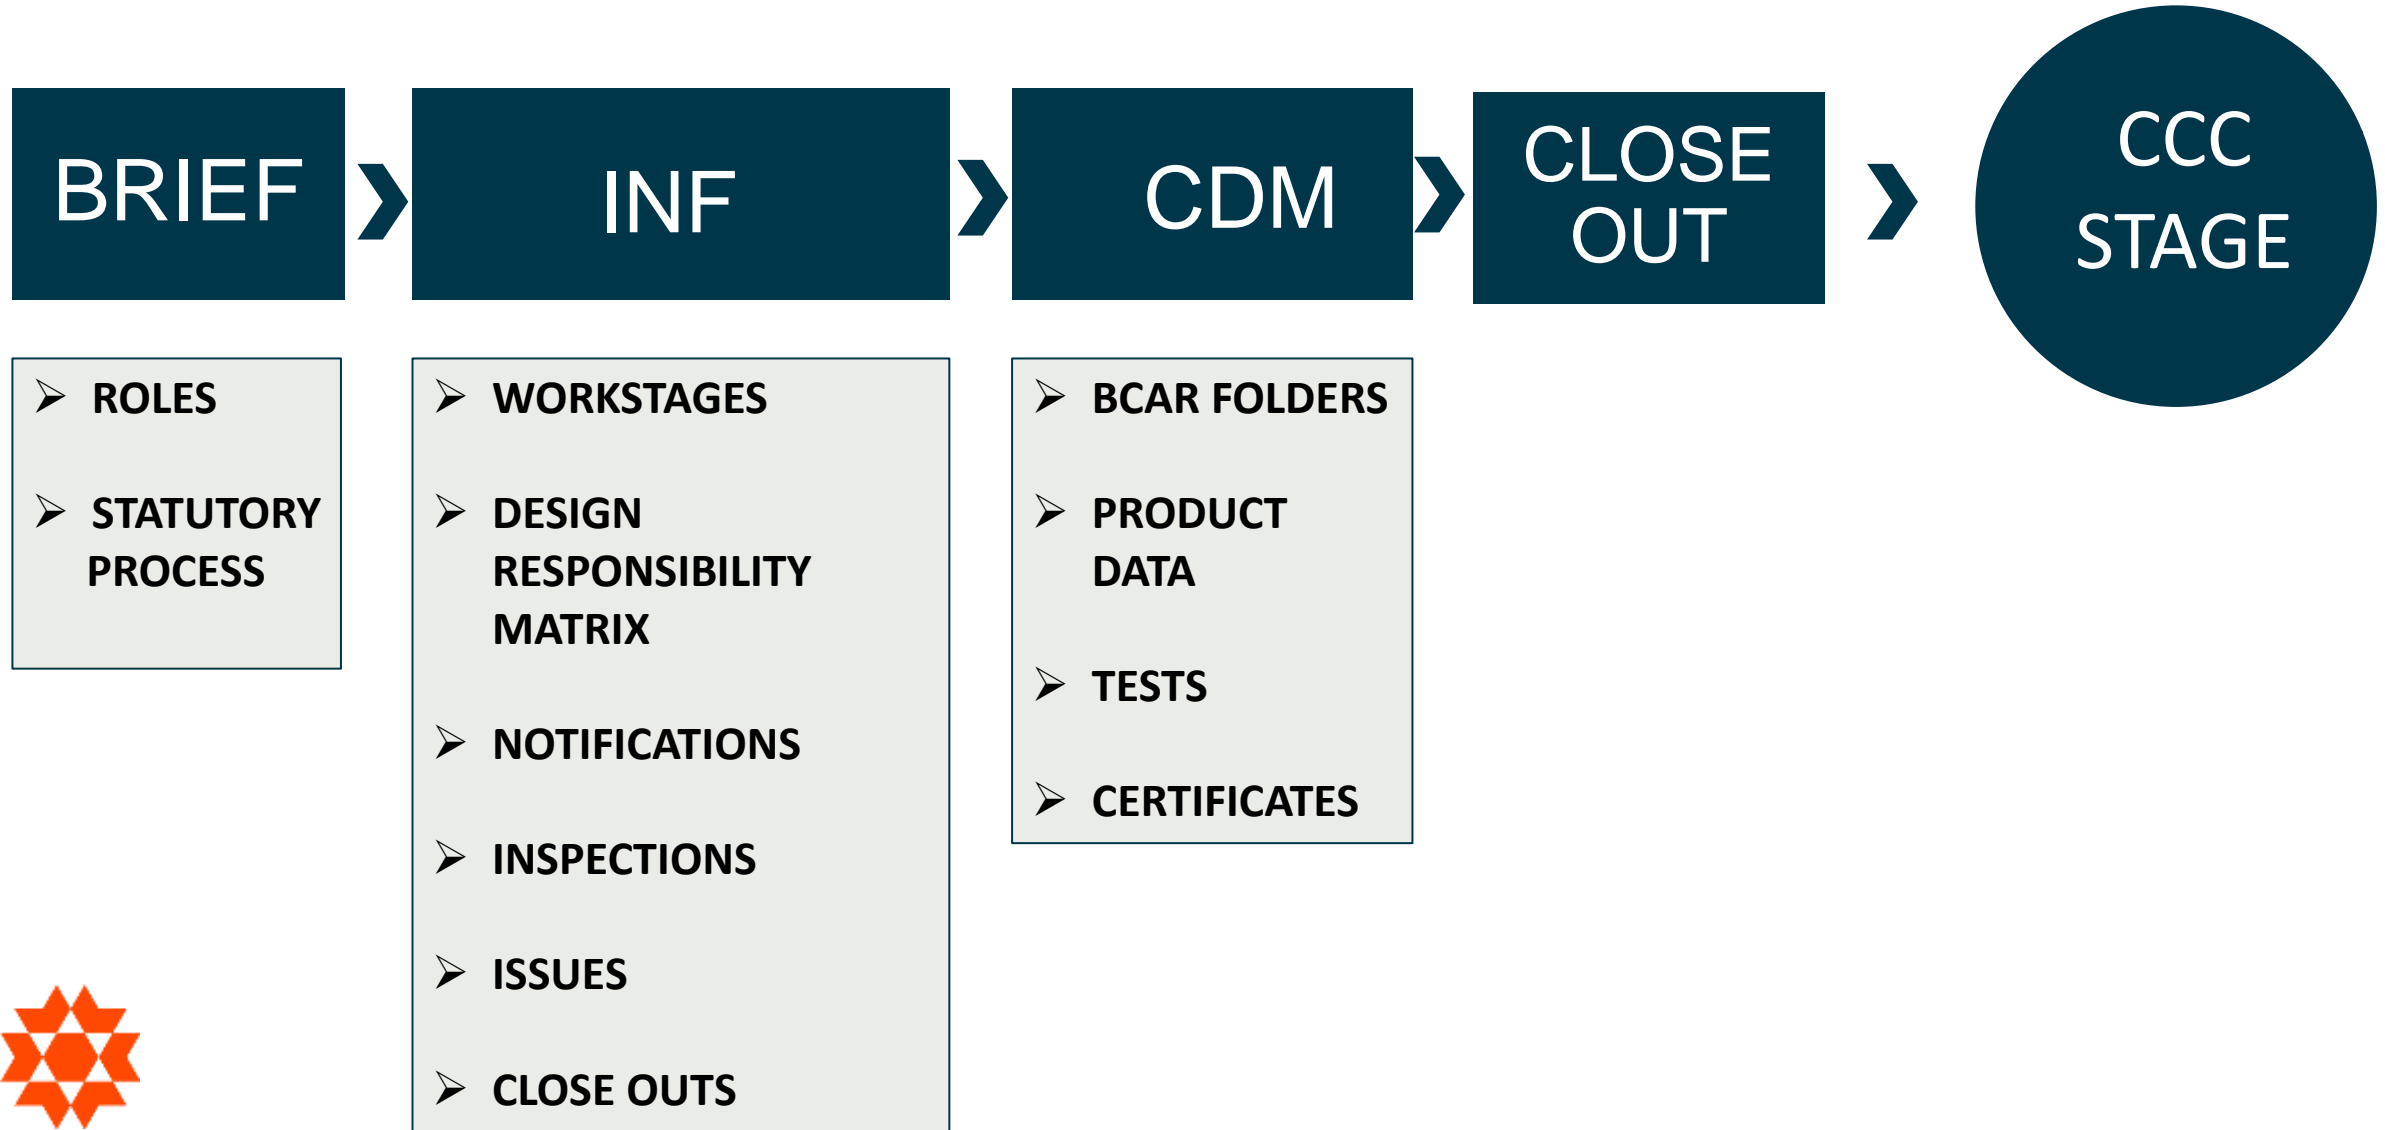 BRIEF
INF
CDM
CLOSE
OUT
CCC
STAGE
ROLES
STATUTORY
PROCESS
WORKSTAGES
DESIGN
RESPONSIBILITY
MATRIX
NOTIFICATIONS
INSPECTIONS
ISSUES
CLOSE OUTS
BCAR FOLDERS
PRODUCT
DATA
TESTS
CERTIFICATES